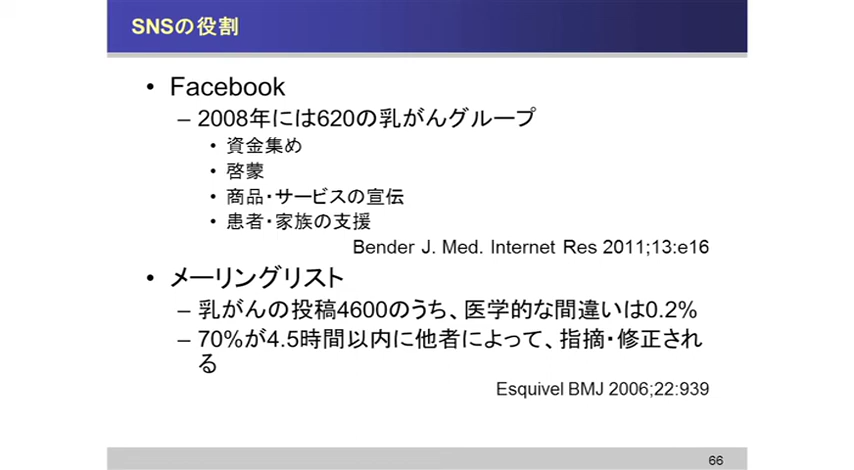 SNSの役割
• Facebook
– 2008年には620の乳がんグループ
• 資金集め
• 啓蒙
• 商品・サービスの宣伝
• 患者・家族の支援
Bender J. Med. Internet Res 2011;13:e16
• メーリングリスト
– 乳がんの投稿4600のうち、医学的な間違いは0.2%
– 70%が4.5時間以内に他者によって、指摘・修正され
る
Esquivel BMJ 2006;22:939
66